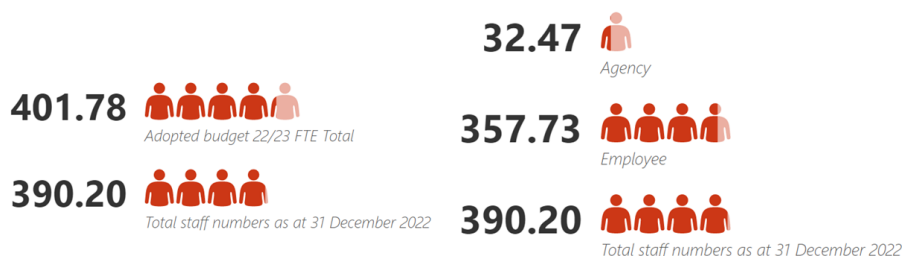 401.78
Adopted budget 22/23 FTE Total
390.20
Total staff numbers as at 31 December 2022
32.47
Agency
357.73
Employee
390.20
Total staff numbers as at 31 December 2022